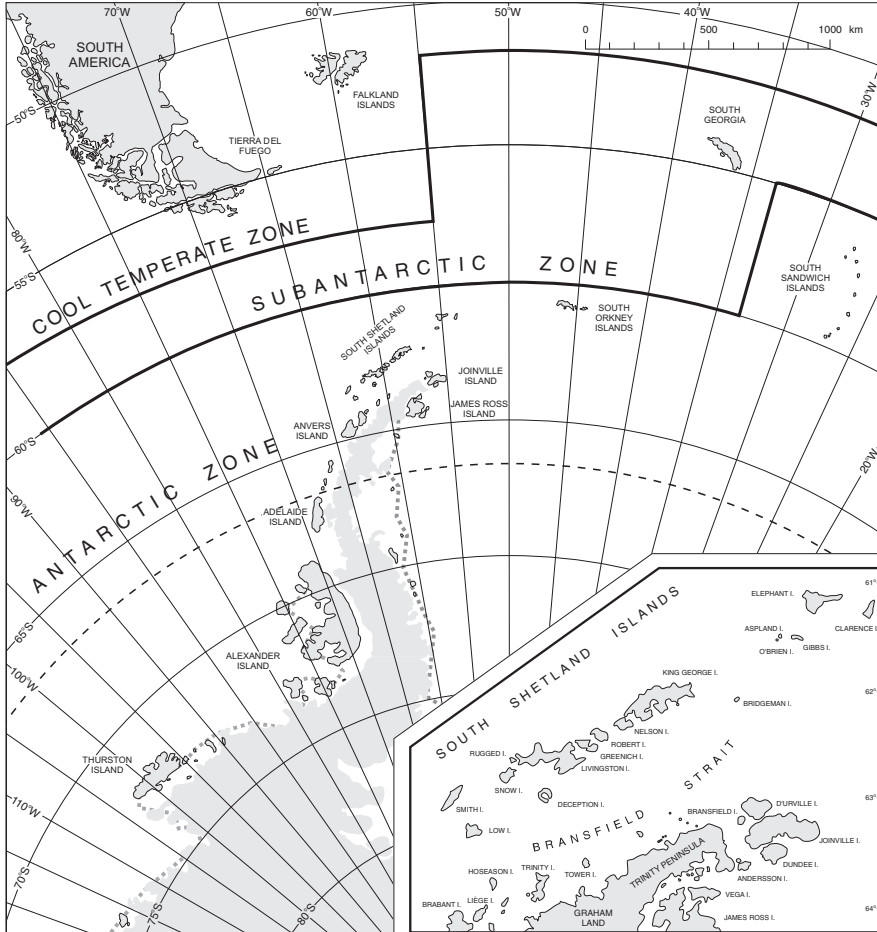 70°W
60°W
50°W
40°W
0 500 1000 km
SOUTH
AMERICA
FALKLAND
ISLANDS
50°S
30°W
SOUTH
GEORGIA
TIERRA DEL
FUEGO
80°W
55°S
COOL TEMPERATE ZONE
SUBANTARCTIC ZONE
SOUTH
SANDWICH
ISLANDS
SOUTH SHETLAND
ISLANDS
SOUTH
ORKNEY
ISLANDS
JOINVILLE
ISLAND
JAMES ROSS
ISLAND
ANVERS
ISLAND
60°S
20°W
90°W
ANTARCTIC ZONE
ADELAIDE
ISLAND
65°S
ALEXANDER
ISLAND
100°W
THURSTON
ISLAND
110°W
70°S
75°S
80°S
SOUTH SHETLAND ISLANDS
61°
ELEPHANT I.
CLARENCE I.
ASPLAND I.
O'BRIEN I.
GIBBS I.
KING GEORGE I.
62°
BRIDGEMAN I.
NELSON I.
ROBERT I.
RUGGED I.
GREENICH I.
LIVINGSTON I.
SNOW I.
BRANSFIELD STRAIT
SMITH I.
DECEPTION I.
63°
BRANSFIELD I.
D'URVILLE I.
LOW I.
JOINVILLE I.
TRINITY PENINSULA
DUNDEE I.
HOSEASON I.
TRINITY I.
TOWER I.
ANDERSSON I.
VEGA I.
BRABANT I.
LIÈGE I.
GRAHAM
LAND
JAMES ROSS I.
64°